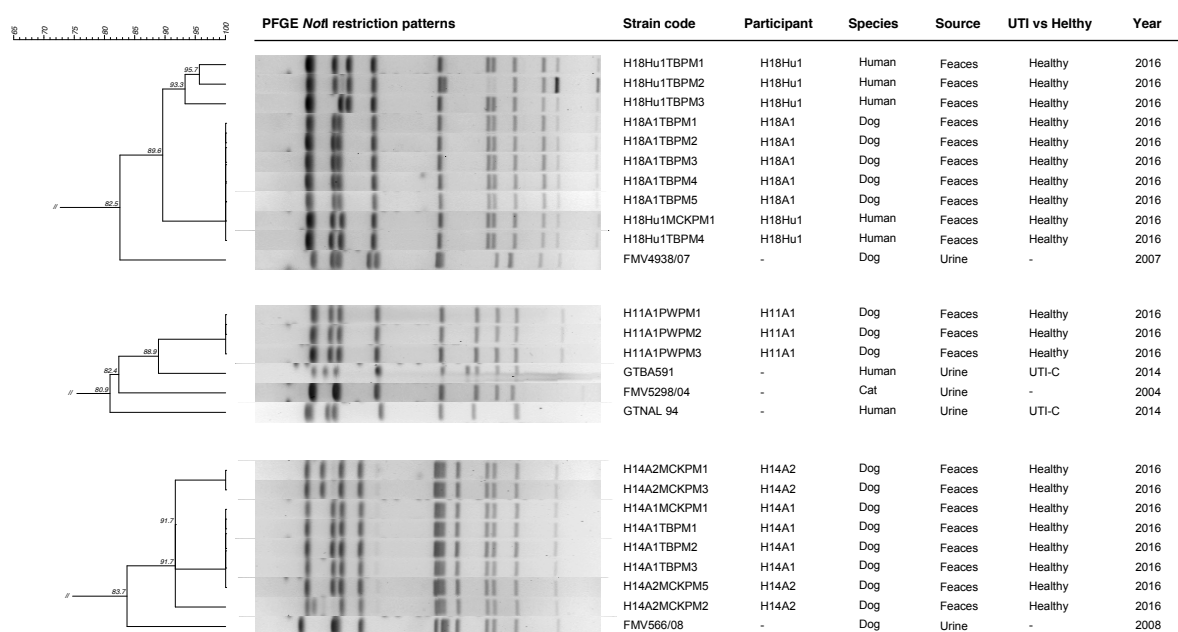 65 70 75 80 85 90 95 100
PFGE NotI restriction patterns Strain code Participant Species Source UTI vs Helthy Year
95.7 H18Hu1TBPM1 H18Hu1 Human Feaces Healthy 2016
93.3 H18Hu1TBPM2 H18Hu1 Human Feaces Healthy 2016
H18Hu1TBPM3 H18Hu1 Human Feaces Healthy 2016
H18A1TBPM1 H18A1 Dog Feaces Healthy 2016
H18A1TBPM2 H18A1 Dog Feaces Healthy 2016
89.6 H18A1TBPM3 H18A1 Dog Feaces Healthy 2016
H18A1TBPM4 H18A1 Dog Feaces Healthy 2016
82.5 H18A1TBPM5 H18A1 Dog Feaces Healthy 2016
// H18Hu1MCKPM1 H18Hu1 Human Feaces Healthy 2016
H18Hu1TBPM4 H18Hu1 Human Feaces Healthy 2016
FMV4938/07 - Dog Urine - 2007
H11A1PWPM1 H11A1 Dog Feaces Healthy 2016
H11A1PWPM2 H11A1 Dog Feaces Healthy 2016
88.9 H11A1PWPM3 H11A1 Dog Feaces Healthy 2016
82.4 GTBA591 - Human Urine UTI-C 2014
// 80.9 FMV5298/04 - Cat Urine - 2004
GTNAL 94 - Human Urine UTI-C 2014
H14A2MCKPM1 H14A2 Dog Feaces Healthy 2016
H14A2MCKPM3 H14A2 Dog Feaces Healthy 2016
H14A1MCKPM1 H14A1 Dog Feaces Healthy 2016
91.7 H14A1TBPM1 H14A1 Dog Feaces Healthy 2016
H14A1TBPM2 H14A1 Dog Feaces Healthy 2016
91.7 H14A1TBPM3 H14A1 Dog Feaces Healthy 2016
H14A2MCKPM5 H14A2 Dog Feaces Healthy 2016
// 83.7 H14A2MCKPM2 H14A2 Dog Feaces Healthy 2016
FMV566/08 - Dog Urine - 2008